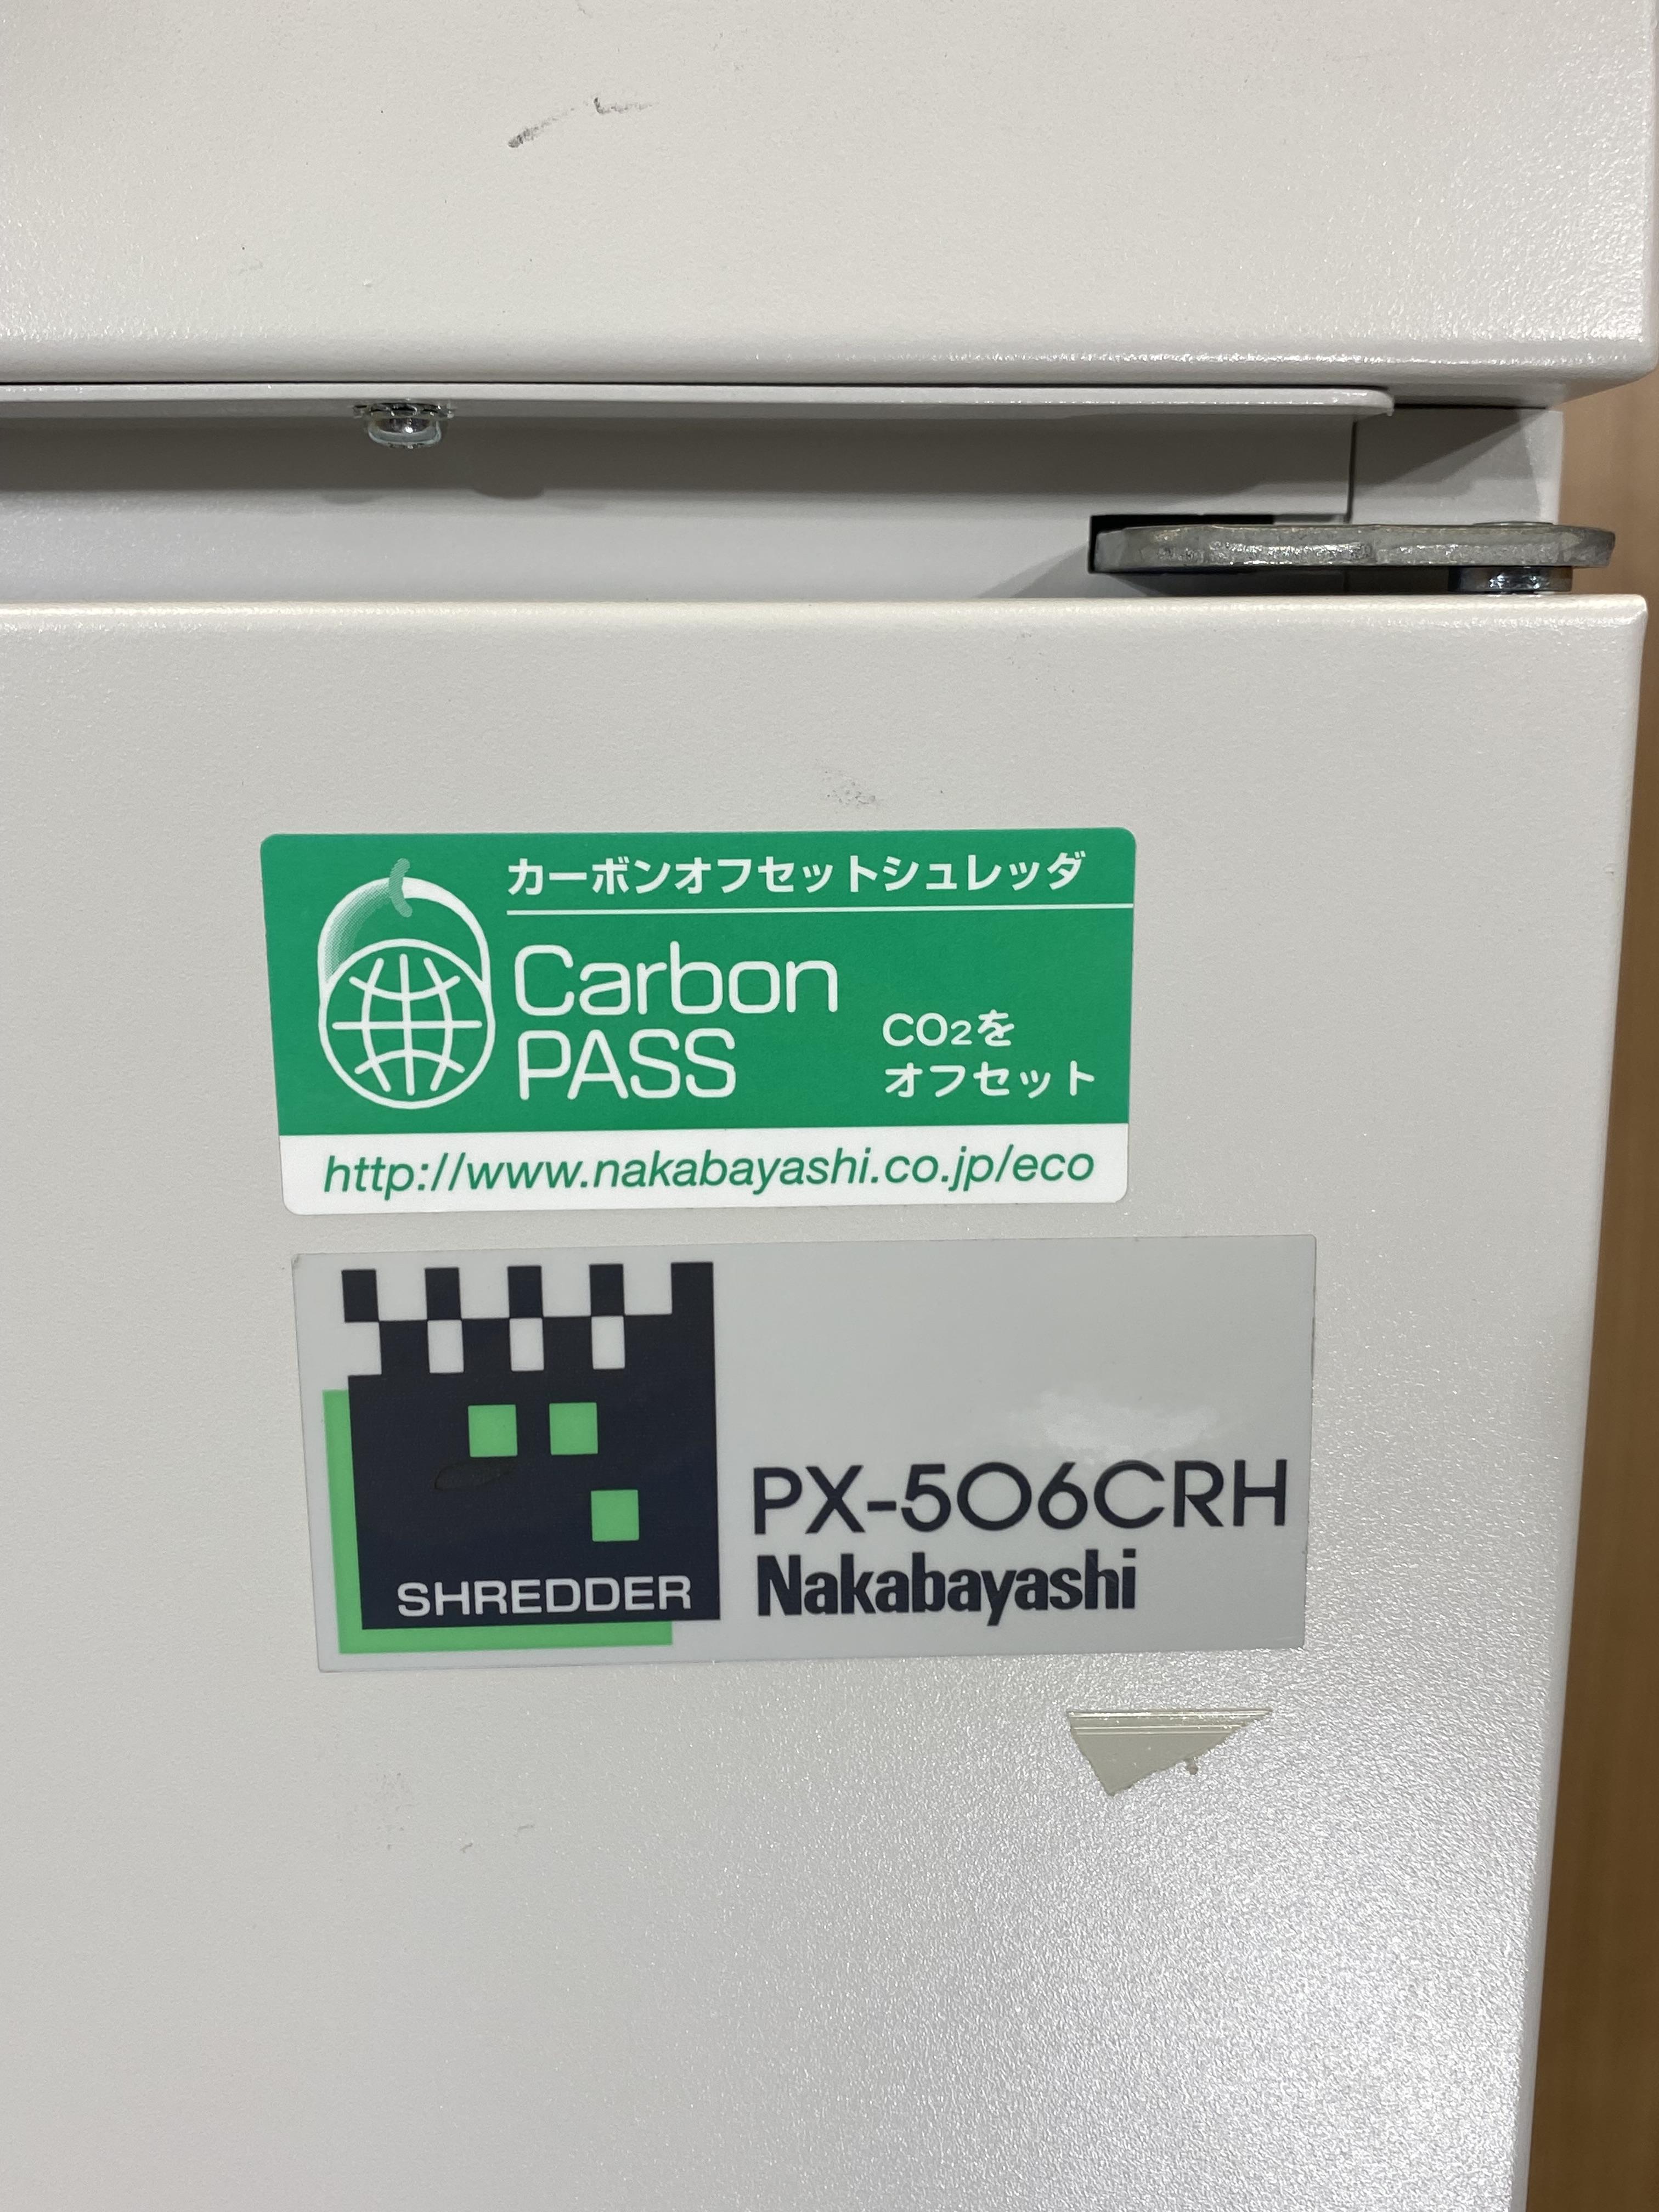 カーボンオフセットシュレッダ
Carbon
PASS
CO2を
オフセット
http://www.nakabayashi.co.jp/eco
SHREDDER
PX-506CRH
Nakabayashi